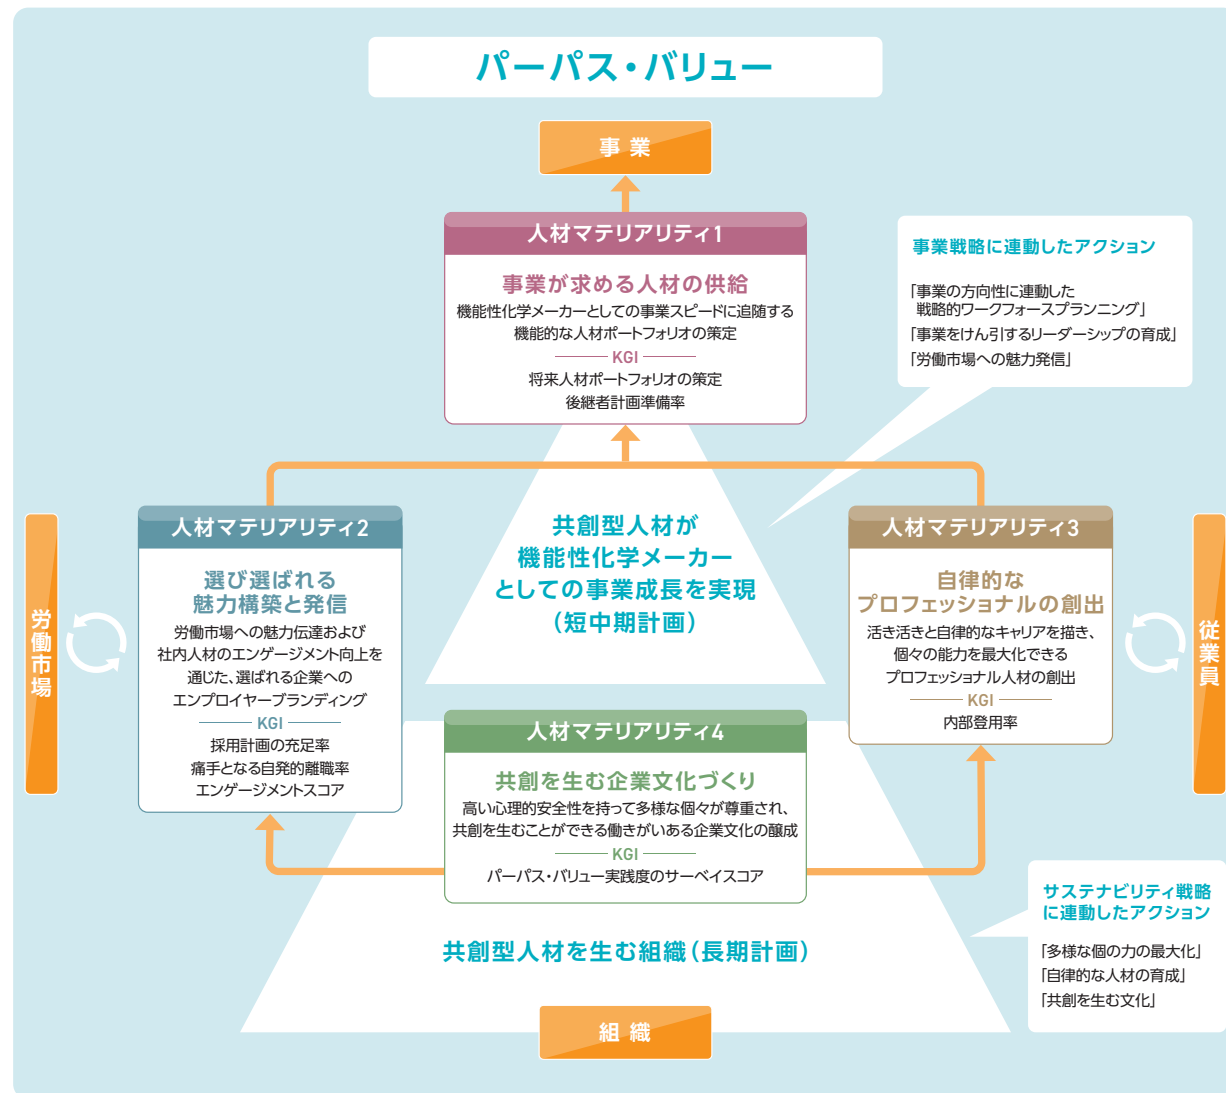 パーパス・バリュー
事業
人材マテリアリティ1
事業が求める人材の供給
機能性化学メーカーとしての事業スピードに追随する
機能的な人材ポートフォリオの策定
KGI
将来人材ポートフォリオの策定
後継者計画準備率
事業戦略に連動したアクション
「事業の方向性に連動した
戦略的ワークフォースプランニング」
「事業をけん引するリーダーシップの育成」
「労働市場への魅力発信」
共創型人材が
機能性化学メーカー
としての事業成長を実現
（短中期計画）
労働市場
人材マテリアリティ2
選び選ばれる
魅力構築と発信
労働市場への魅力伝達および
社内人材のエンゲージメント向上を
通じた、選ばれる企業への
エンプロイヤーブランディング
KGI
採用計画の充足率
痛手となる自発的離職率
エンゲージメントスコア
人材マテリアリティ3
自律的な
プロフェッショナルの創出
活き活きと自律的なキャリアを描き、
個々の能力を最大化できる
プロフェッショナル人材の創出
KGI
内部登用率
従業員
人材マテリアリティ4
共創を生む企業文化づくり
高い心理的安全性を持って多様な個々が尊重され、
共創を生むことができる働きがいある企業文化の醸成
KGI
パーパス・バリュー実践度のサーベイスコア
共創型人材を生む組織（長期計画）
サステナビリティ戦略
に連動したアクション
「多様な個の力の最大化」
「自律的な人材の育成」
「共創を生む文化」
組織